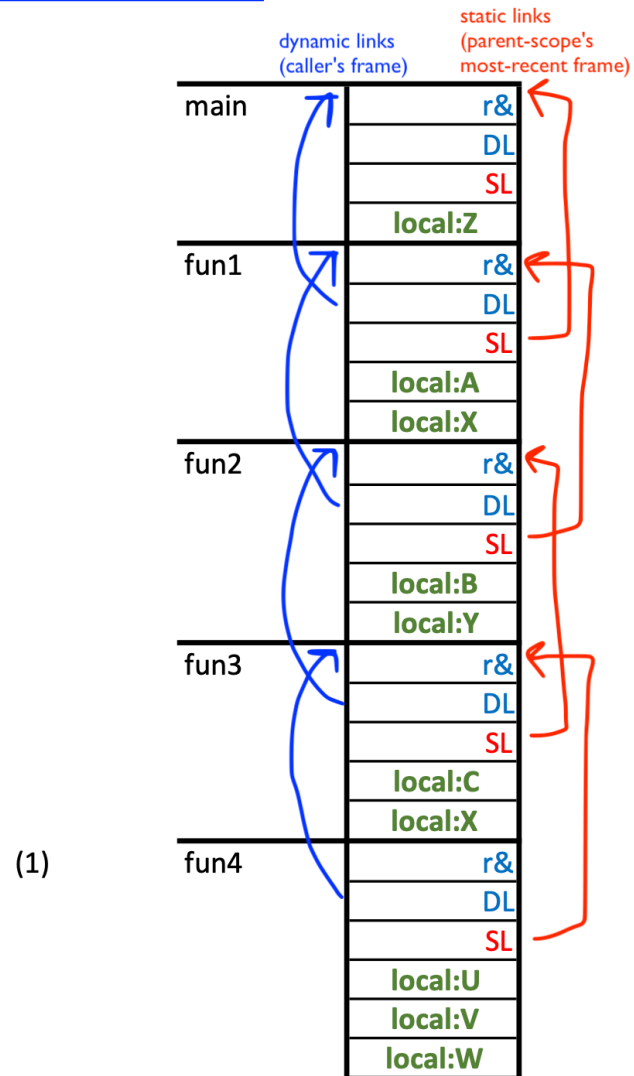 dynamic links
(caller's frame)
static links
(parent-scope's
most-recent frame)
main
r&
DL
SL
local:Z
fun1
r&
DL
SL
local:A
local:X
fun2
r&
DL
SL
local:B
local:Y
fun3
r&
DL
SL
local:C
local:X
(1)
fun4
r&
DL
SL
local:U
local:V
local:W